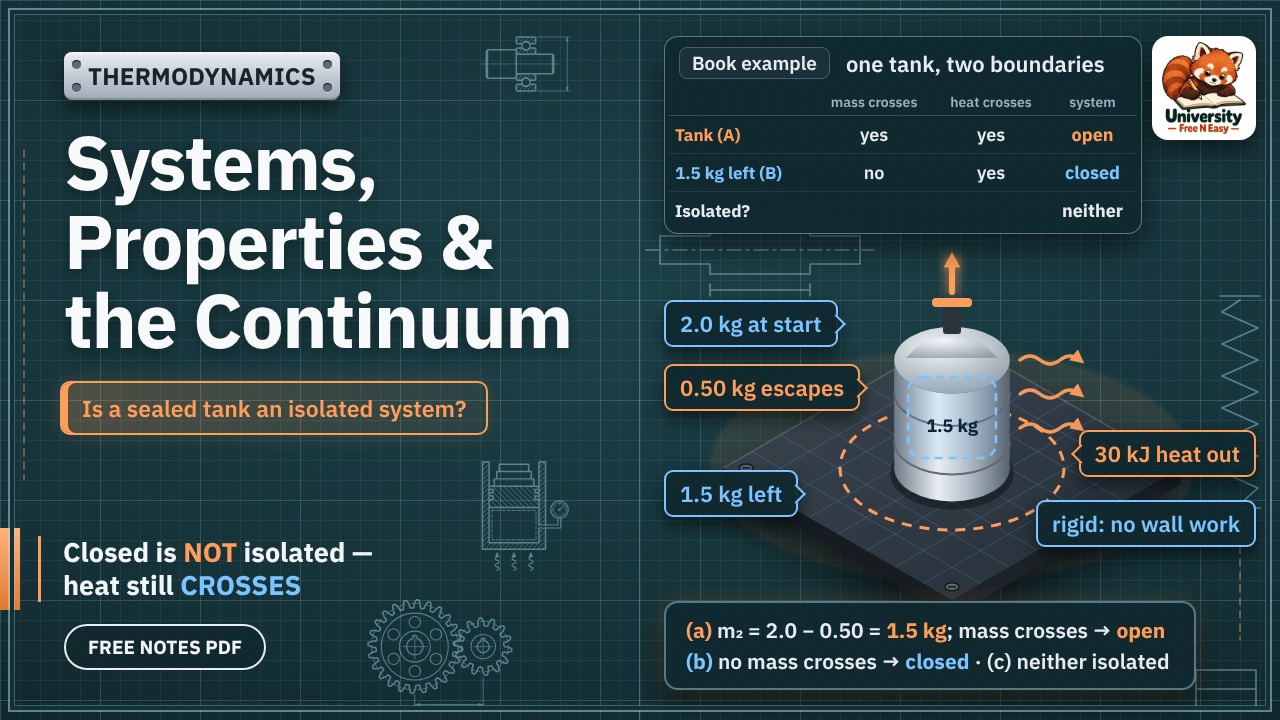 THERMODYNAMICS
Systems,
Properties &
the Continuum
Is a sealed tank an isolated system?
Closed is NOT isolated —
heat still CROSSES
FREE NOTES PDF
Book example one tank, two boundaries
mass crosses heat crosses system
Tank (A) yes yes open
1.5 kg left (B) no yes closed
Isolated? neither
University
— Free N Easy —
2.0 kg at start
0.50 kg escapes
1.5 kg
30 kJ heat out
1.5 kg left
rigid: no wall work
(a) m₂ = 2.0 − 0.50 = 1.5 kg; mass crosses → open
(b) no mass crosses → closed · (c) neither isolated